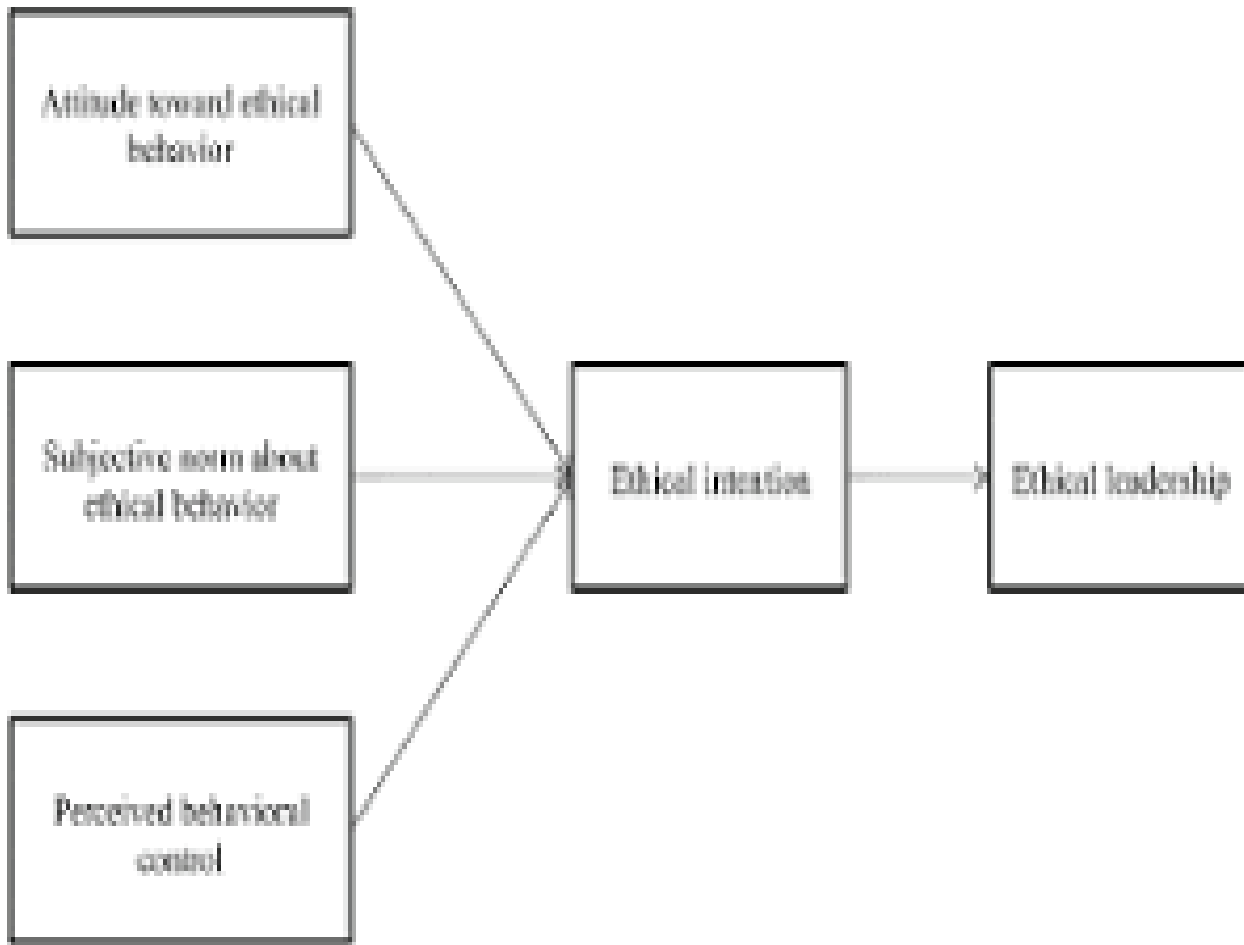 Attitude toward ethical
behavior
Subjective norm about
ethical behavior
Ethical intention
Ethical leadership
Perceived behavioral
control